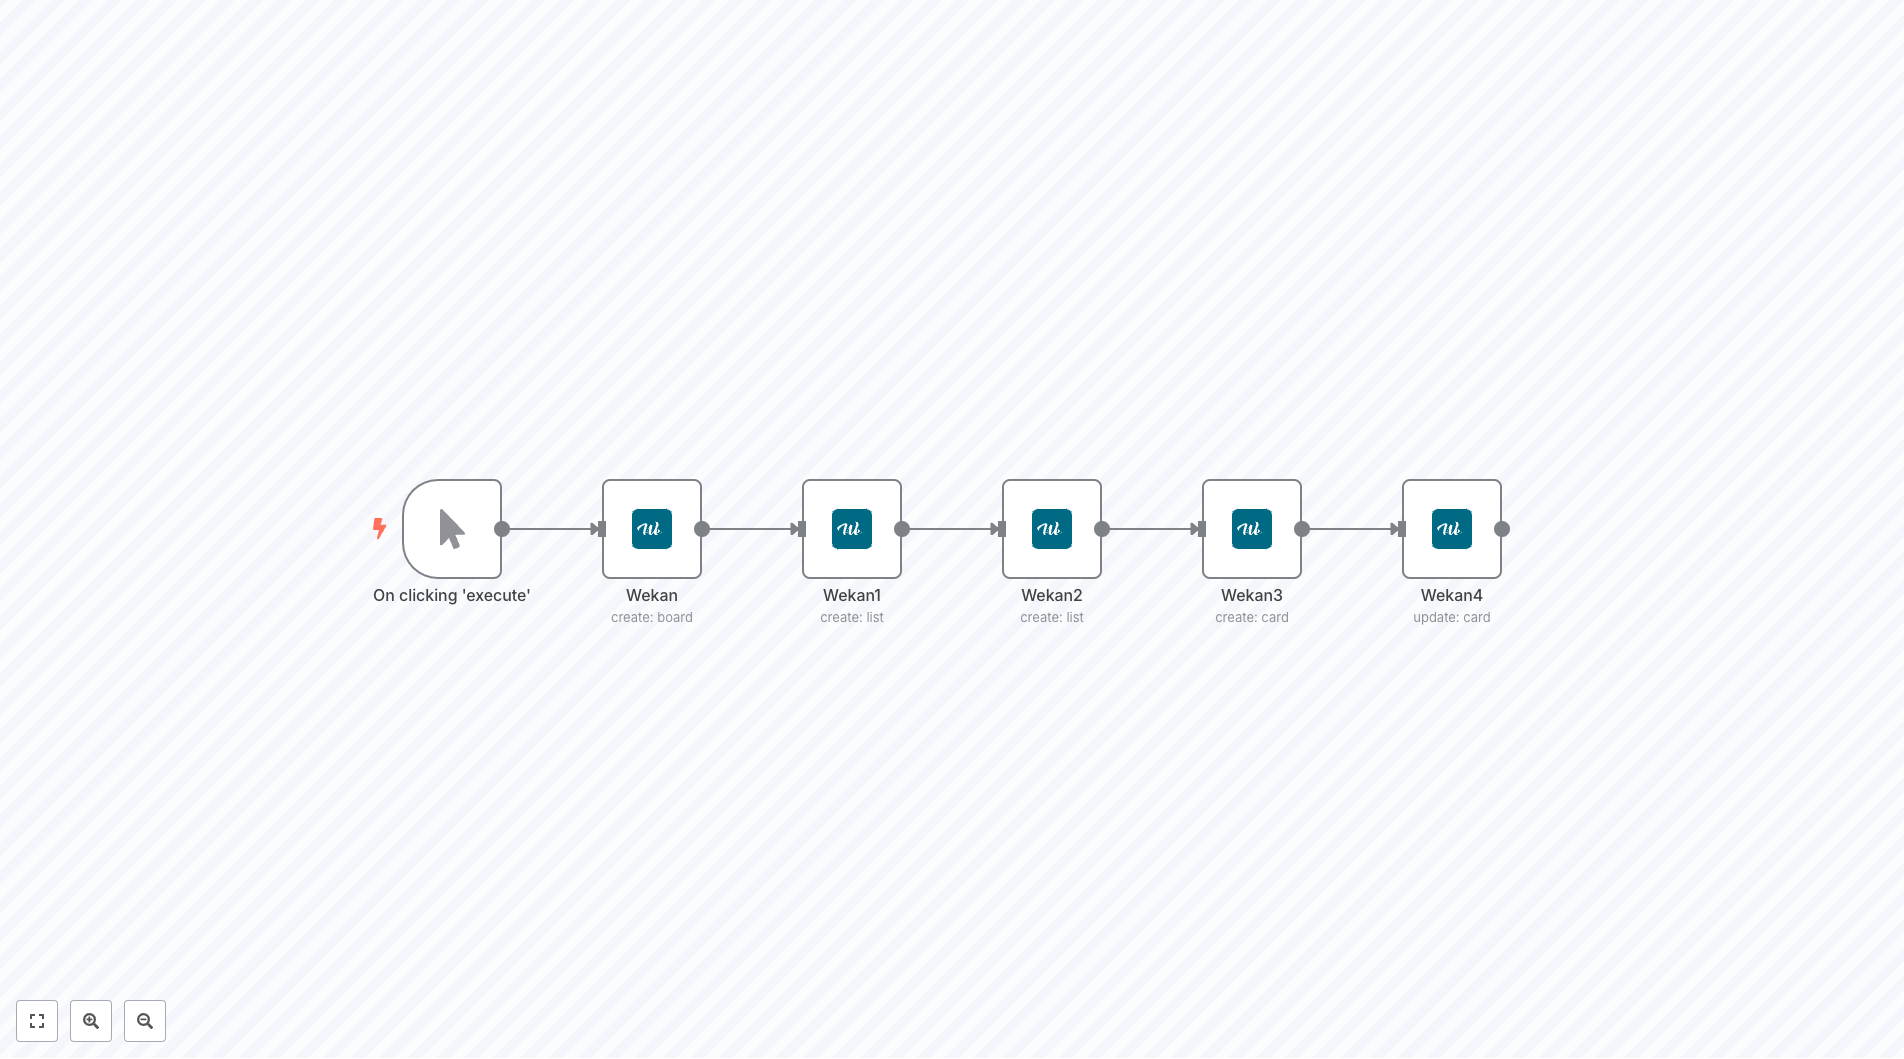 On clicking 'execute'
Wekan
create: board
Wekan1
create: list
Wekan2
create: list
Wekan3
create: card
Wekan4
update: card